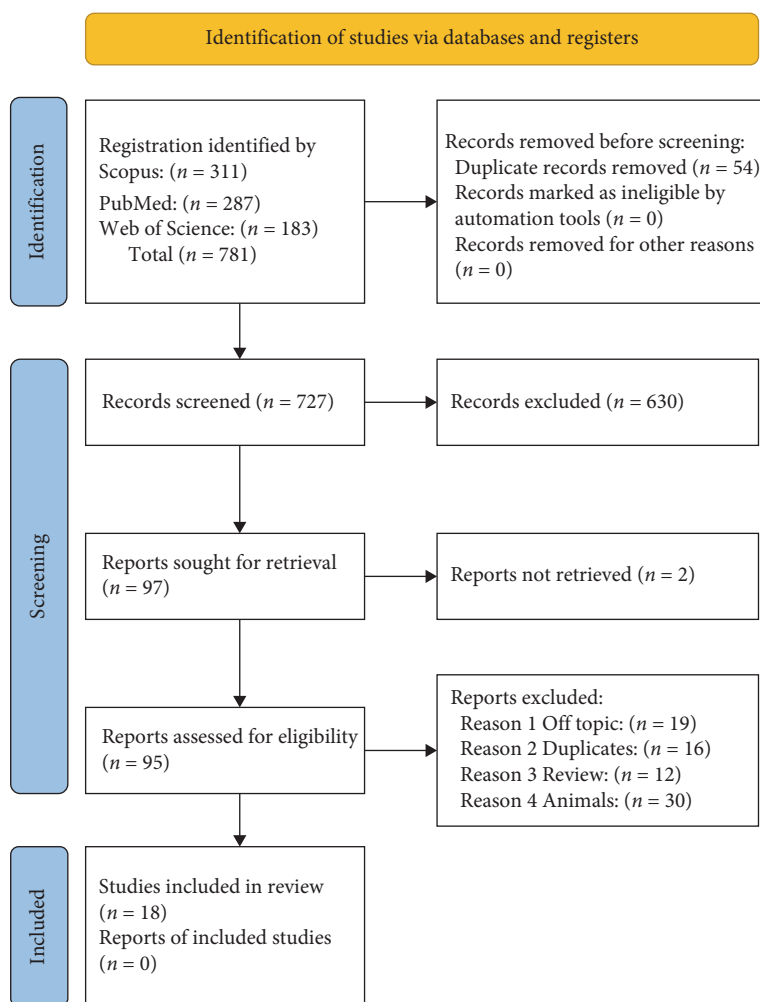 Identification of studies via databases and registers
Identification
Registration identified by
Scopus: (n = 311)
PubMed: (n = 287)
Web of Science: (n = 183)
Total (n = 781)
Records removed before screening:
Duplicate records removed (n = 54)
Records marked as ineligible by
automation tools (n = 0)
Records removed for other reasons
(n = 0)
Screening
Records screened (n = 727)
Records excluded (n = 630)
Reports sought for retrieval
(n = 97)
Reports not retrieved (n = 2)
Reports assessed for eligibility
(n = 95)
Reports excluded:
Reason 1 Off topic: (n = 19)
Reason 2 Duplicates: (n = 16)
Reason 3 Review: (n = 12)
Reason 4 Animals: (n = 30)
Included
Studies included in review
(n = 18)
Reports of included studies
(n = 0)